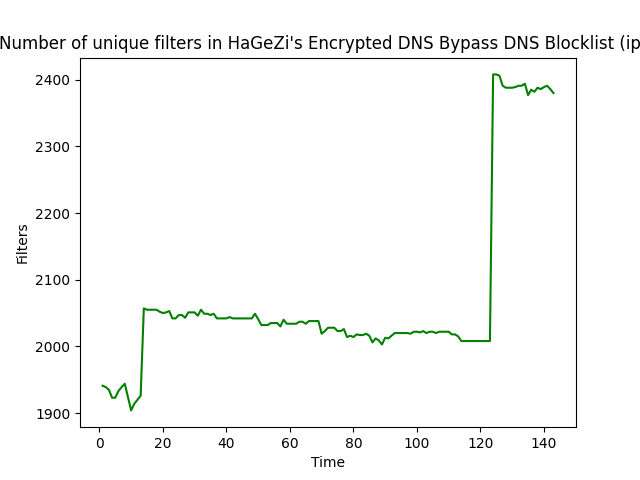 Number of unique filters in HaGeZi's Encrypted DNS Bypass DNS Blocklist (ip
2400
2300
2200
2100
2000
1900
Filters
0 20 40 60 80 100 120 140
Time